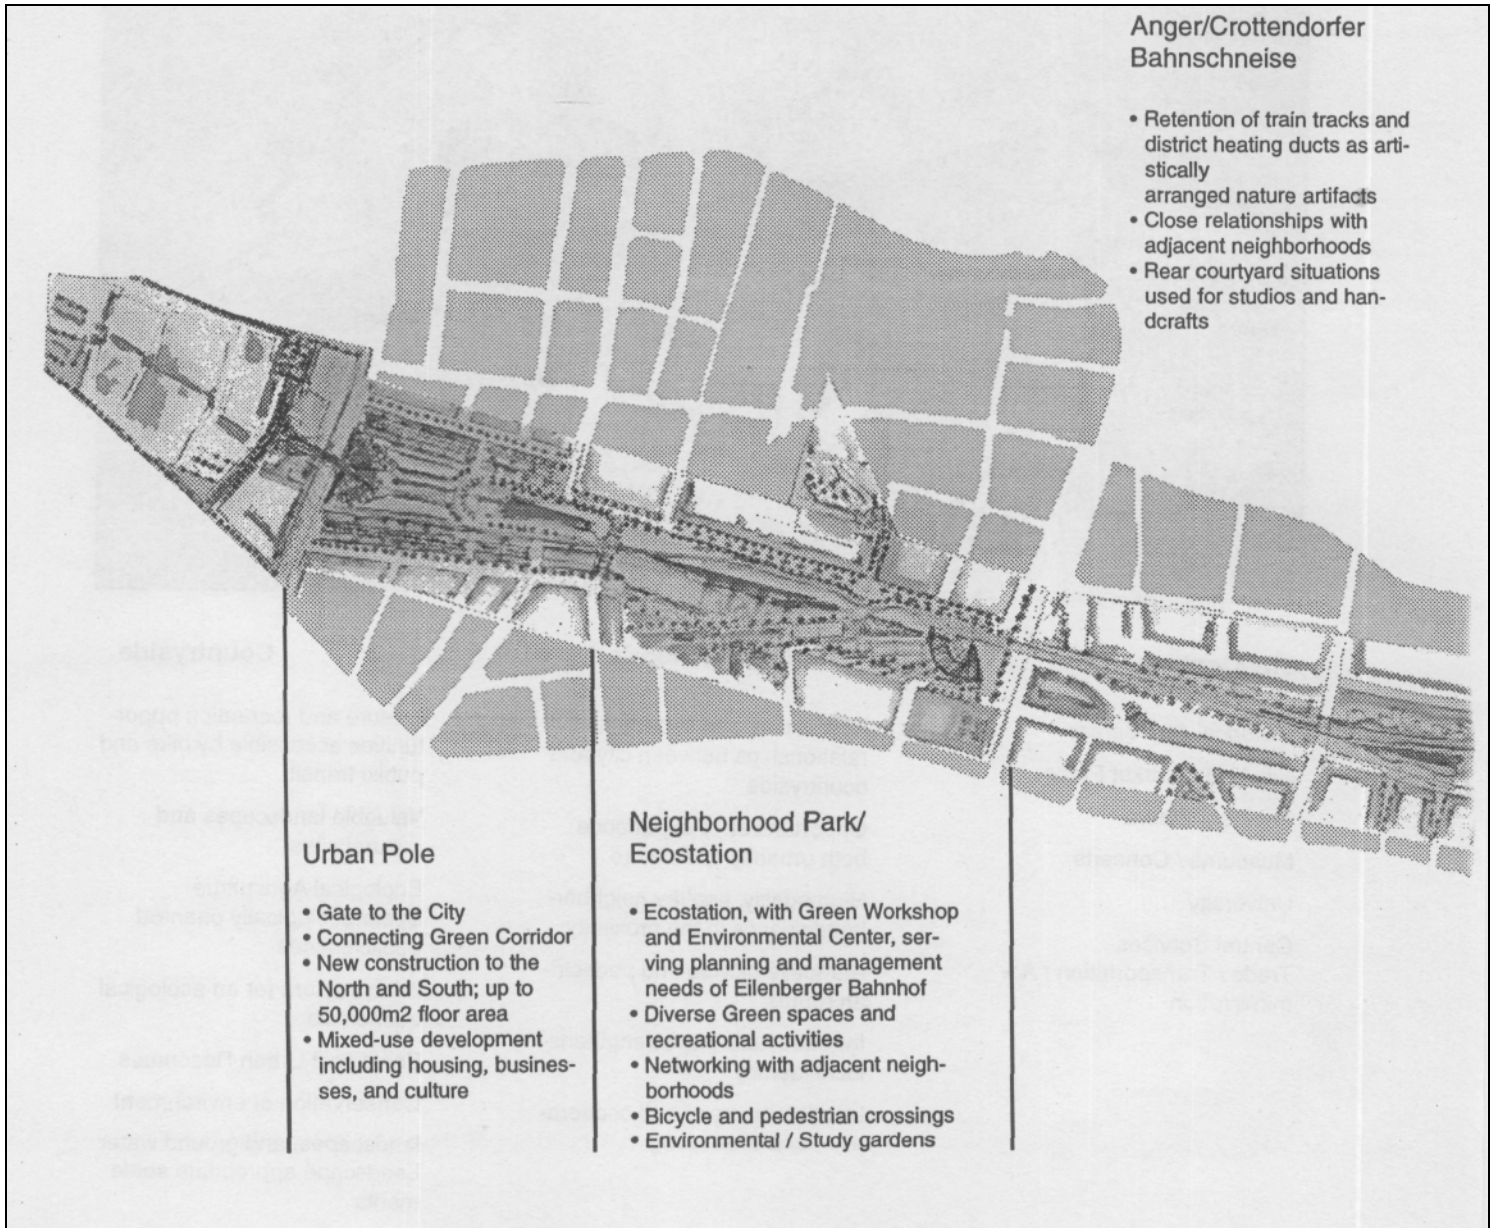 Anger/Crottendorfer
Bahnschneise
• Retention of train tracks and
district heating ducts as arti-
stically
arranged nature artifacts
• Close relationships with
adjacent neighborhoods
• Rear courtyard situations
used for studios and han-
dcrafts
Urban Pole
• Gate to the City
• Connecting Green Corridor
• New construction to the
North and South; up to
50,000m2 floor area
• Mixed-use development
including housing, busines-
ses, and culture
Neighborhood Park/
Ecostation
• Ecostation, with Green Workshop
and Environmental Center, ser-
ving planning and management
needs of Eilenberger Bahnhof
• Diverse Green spaces and
recreational activities
• Networking with adjacent neigh-
borhoods
• Bicycle and pedestrian crossings
• Environmental / Study gardens